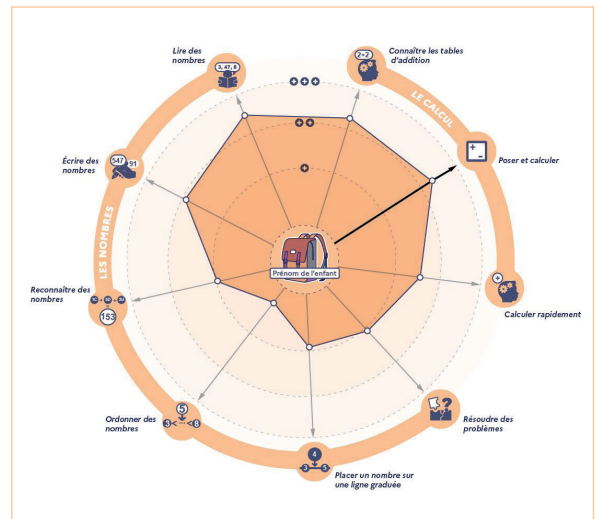 Lire des
nombres
3, 47, 8
Connaître les tables
d'addition
2+2
LE CALCUL
Écrire des
nombres
547
91
Poser et calculer
LES NOMBRES
Prénom de l'enfant
Reconnaître des
nombres
153
Calculer rapidement
Ordonner des
nombres
5
3< ... <8
Résoudre des
problèmes
?
4
3 5
Placer un nombre sur
une ligne graduée